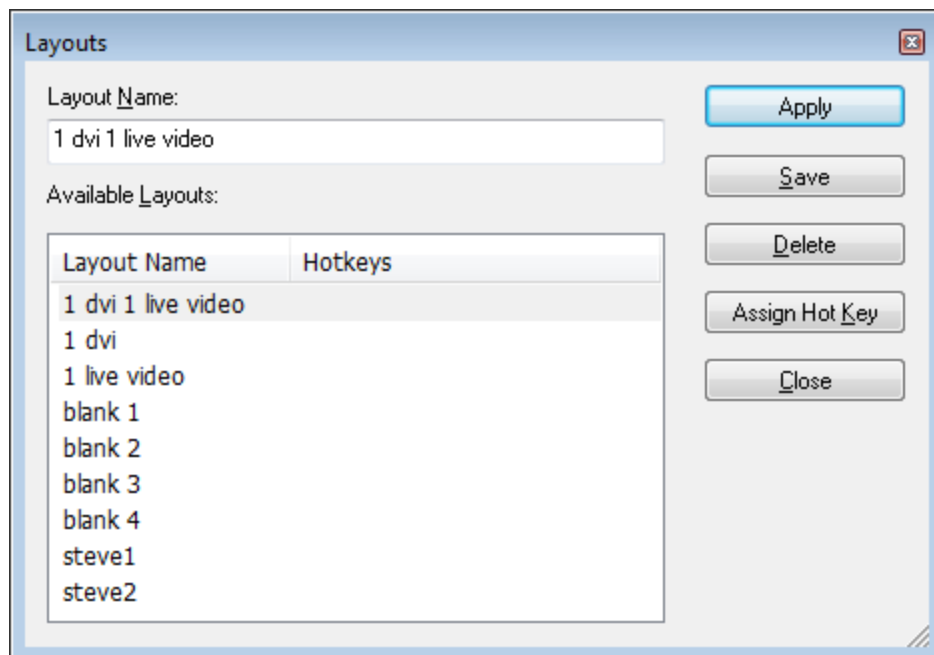 Layouts
Layout Name:
1 dvi 1 live video
Available Layouts:
Layout Name Hotkeys
1 dvi 1 live video
1 dvi
1 live video
blank 1
blank 2
blank 3
blank 4
steve1
steve2
Apply
Save
Delete
Assign Hot Key
Close